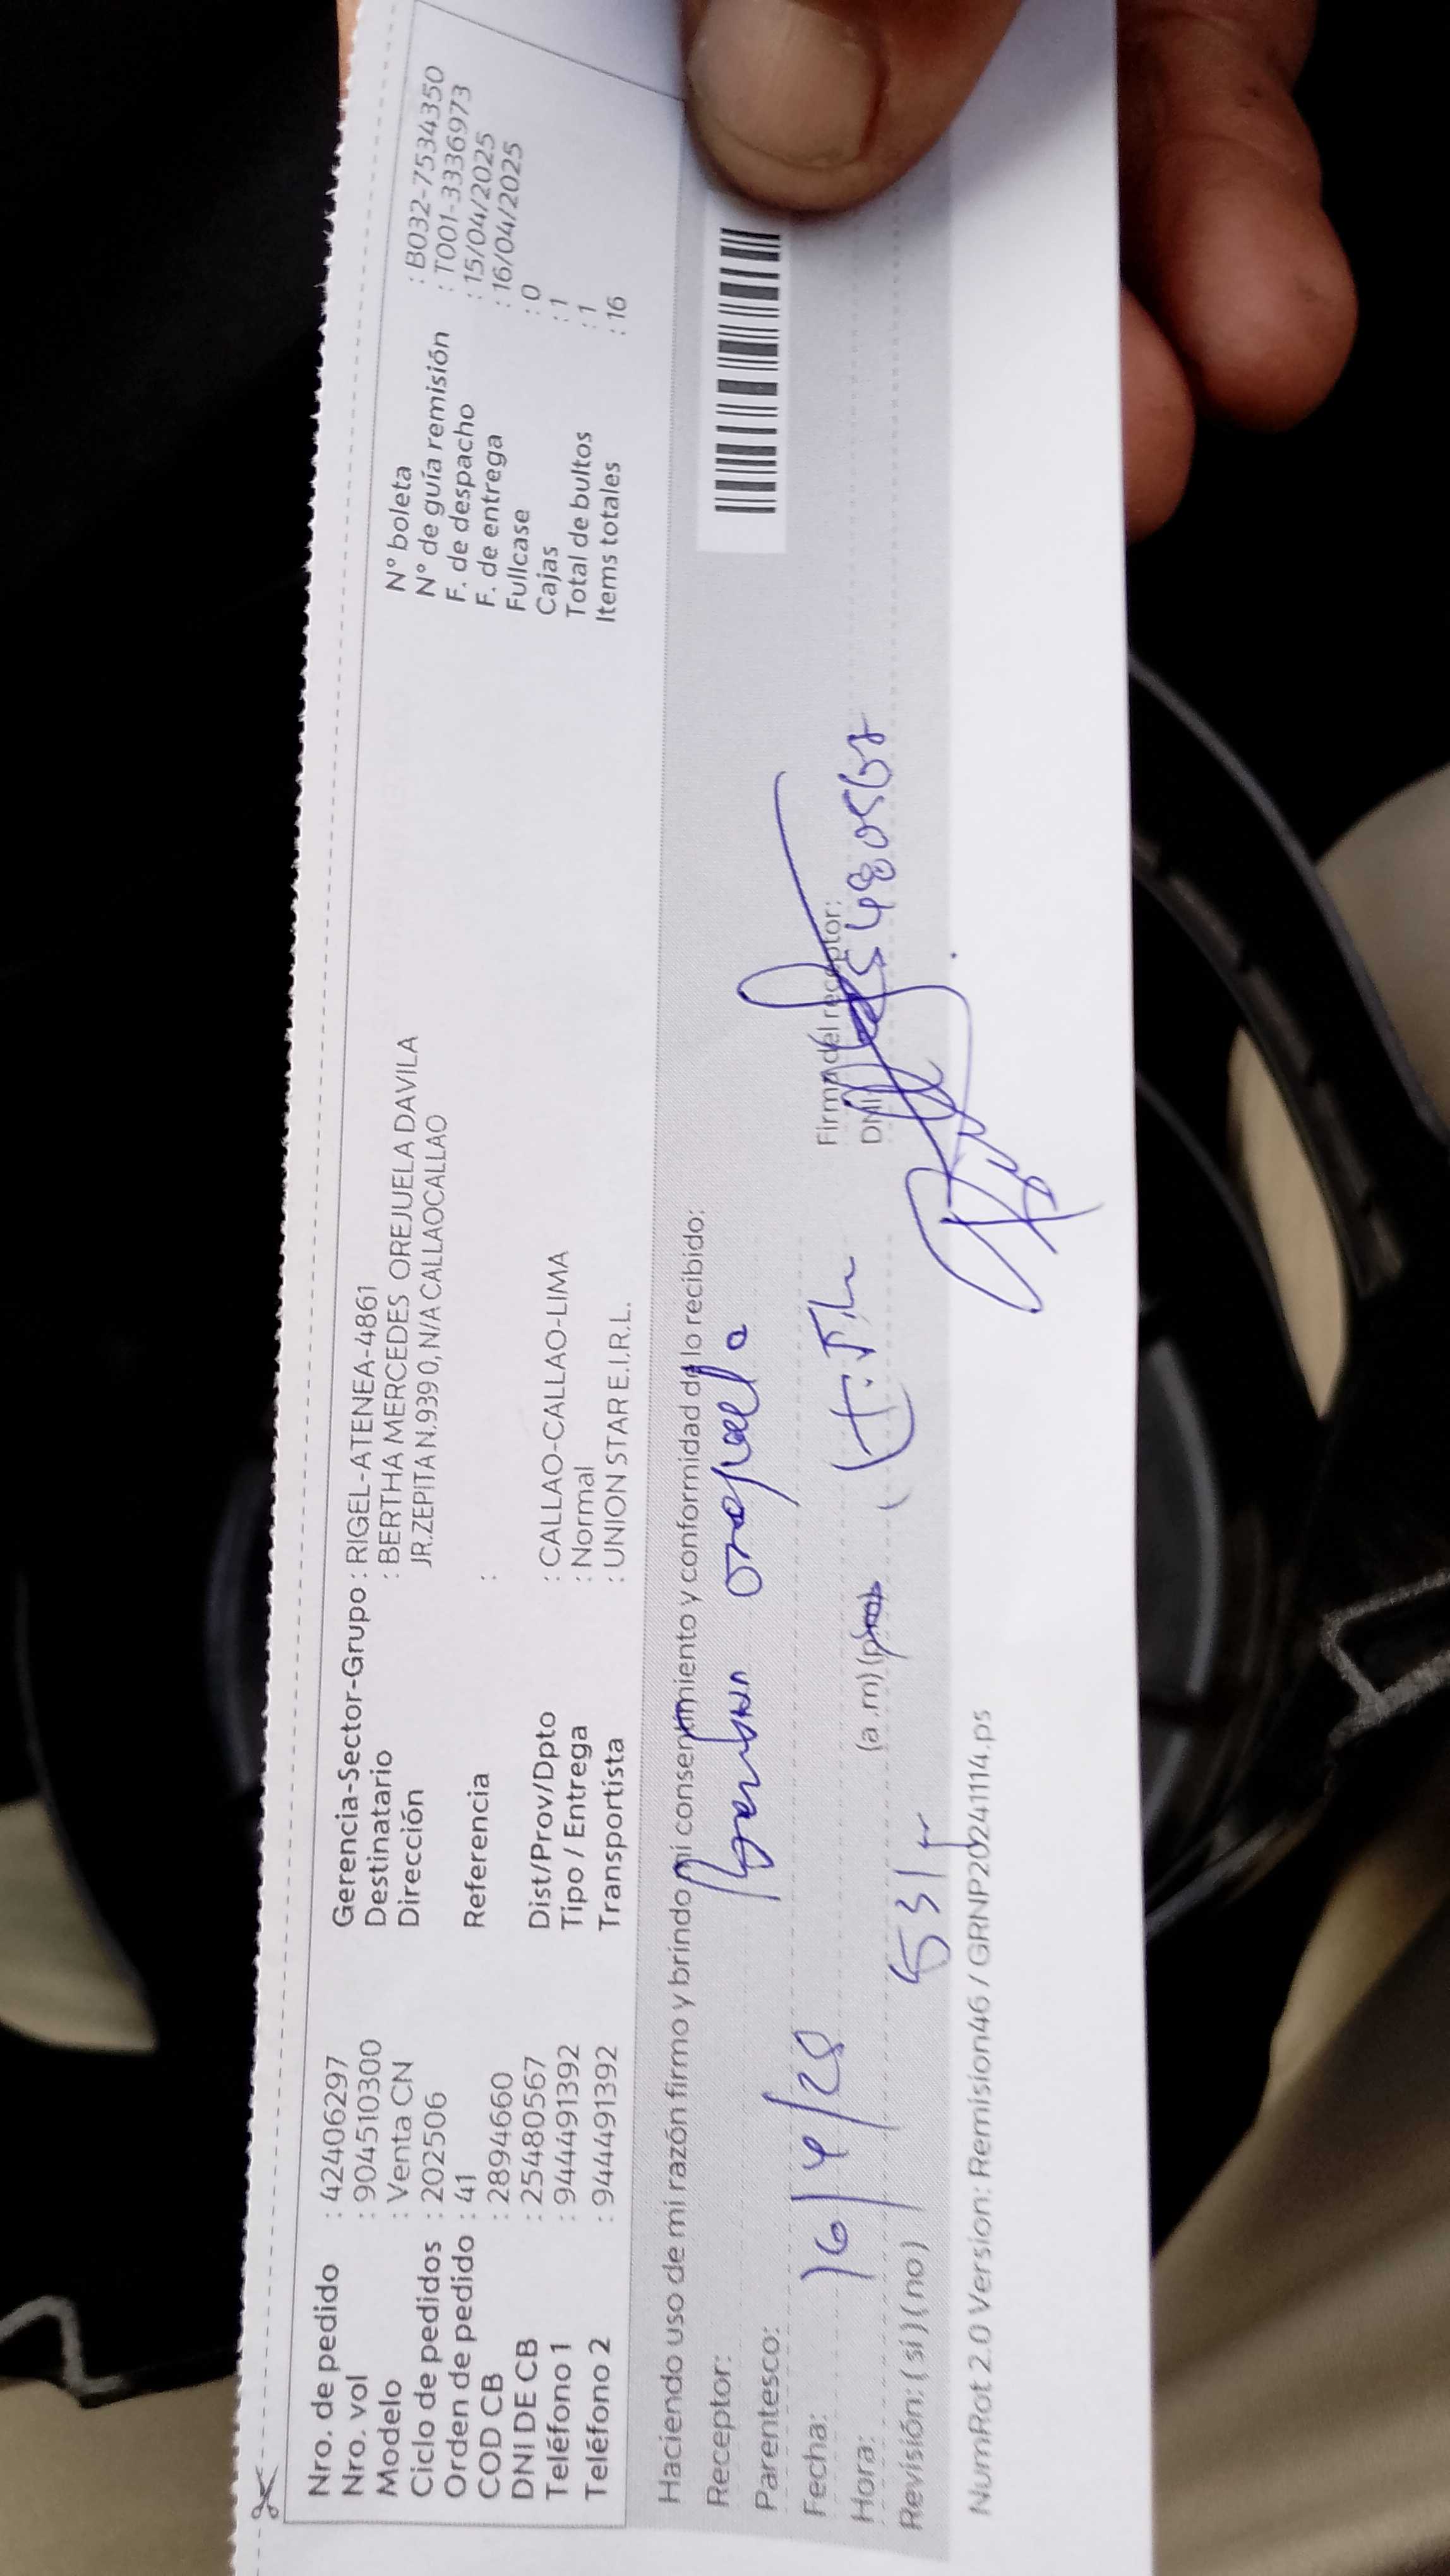 Nro. de pedido : 42406297
Nro. vol : 904510300
Modelo : Venta CN
Ciclo de pedidos : 202506
Orden de pedido : 41
COD CB : 2894660
DNI DE CB : 25480567
Teléfono 1 : 944491392
Teléfono 2 : 944491392
Gerencia-Sector-Grupo : RIGEL-ATENEA-4861
Destinatario : BERTHA MERCEDES OREJUELA DAVILA
Dirección JR.ZEPITA N.939 0, N/A CALLAOCALLAO
Referencia :
Dist/Prov/Dpto : CALLAO-CALLAO-LIMA
Tipo / Entrega : Normal
Transportista : UNION STAR E.I.R.L.
N° boleta : B032-7534350
N° de guía remisión : T001-3336973
F. de despacho : 15/04/2025
F. de entrega : 16/04/2025
Fullcase : 0
Cajas : 1
Total de bultos : 1
Items totales : 16
Haciendo uso de mi razón firmo y brindo mi consentimiento y conformidad de lo recibido:
Receptor:
Parentesco:
Fecha: 16/4/25
Firma del receptor:
Hora: (a.m)
DNI: 25480567
Revisión: (si) (no)
NumRot 2.0 Version: Remision46 / GRNP20241114.ps